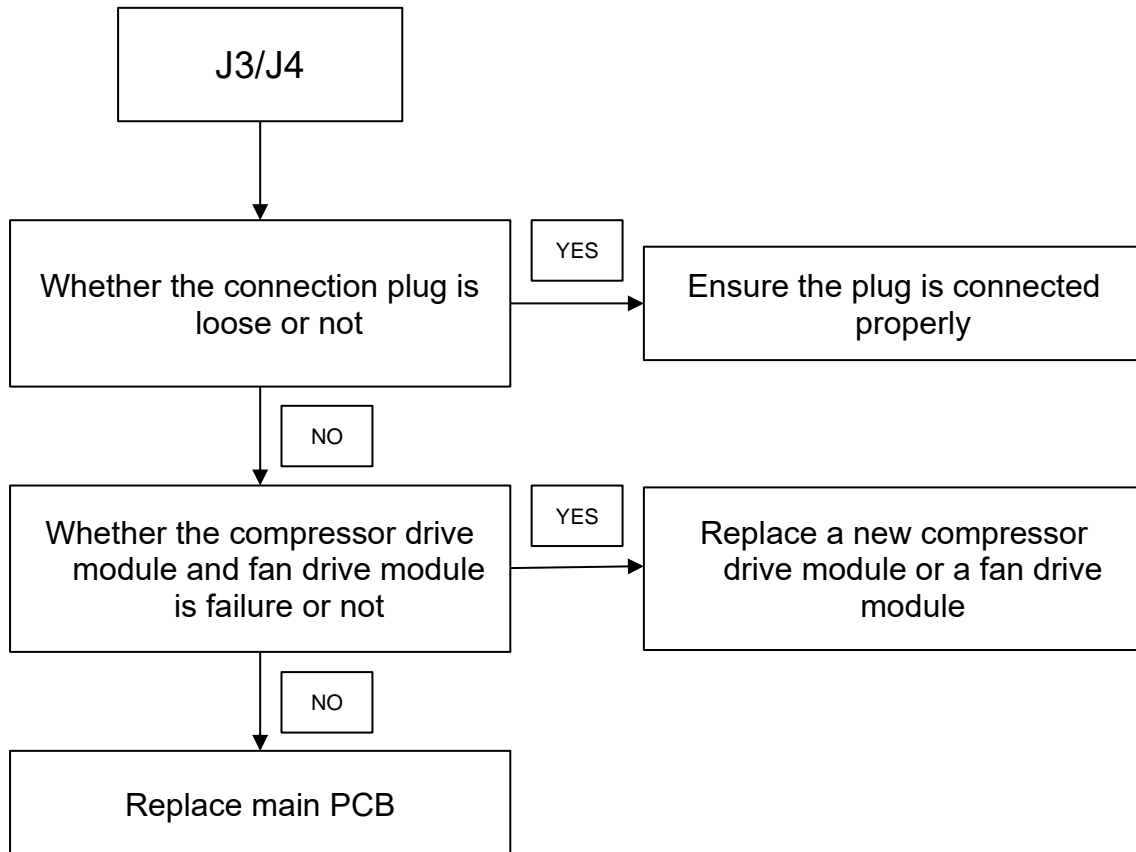 J3/J4
Whether the connection plug is
loose or not
YES
Ensure the plug is connected
properly
NO
Whether the compressor drive
module and fan drive module
is failure or not
YES
Replace a new compressor
drive module or a fan drive
module
NO
Replace main PCB